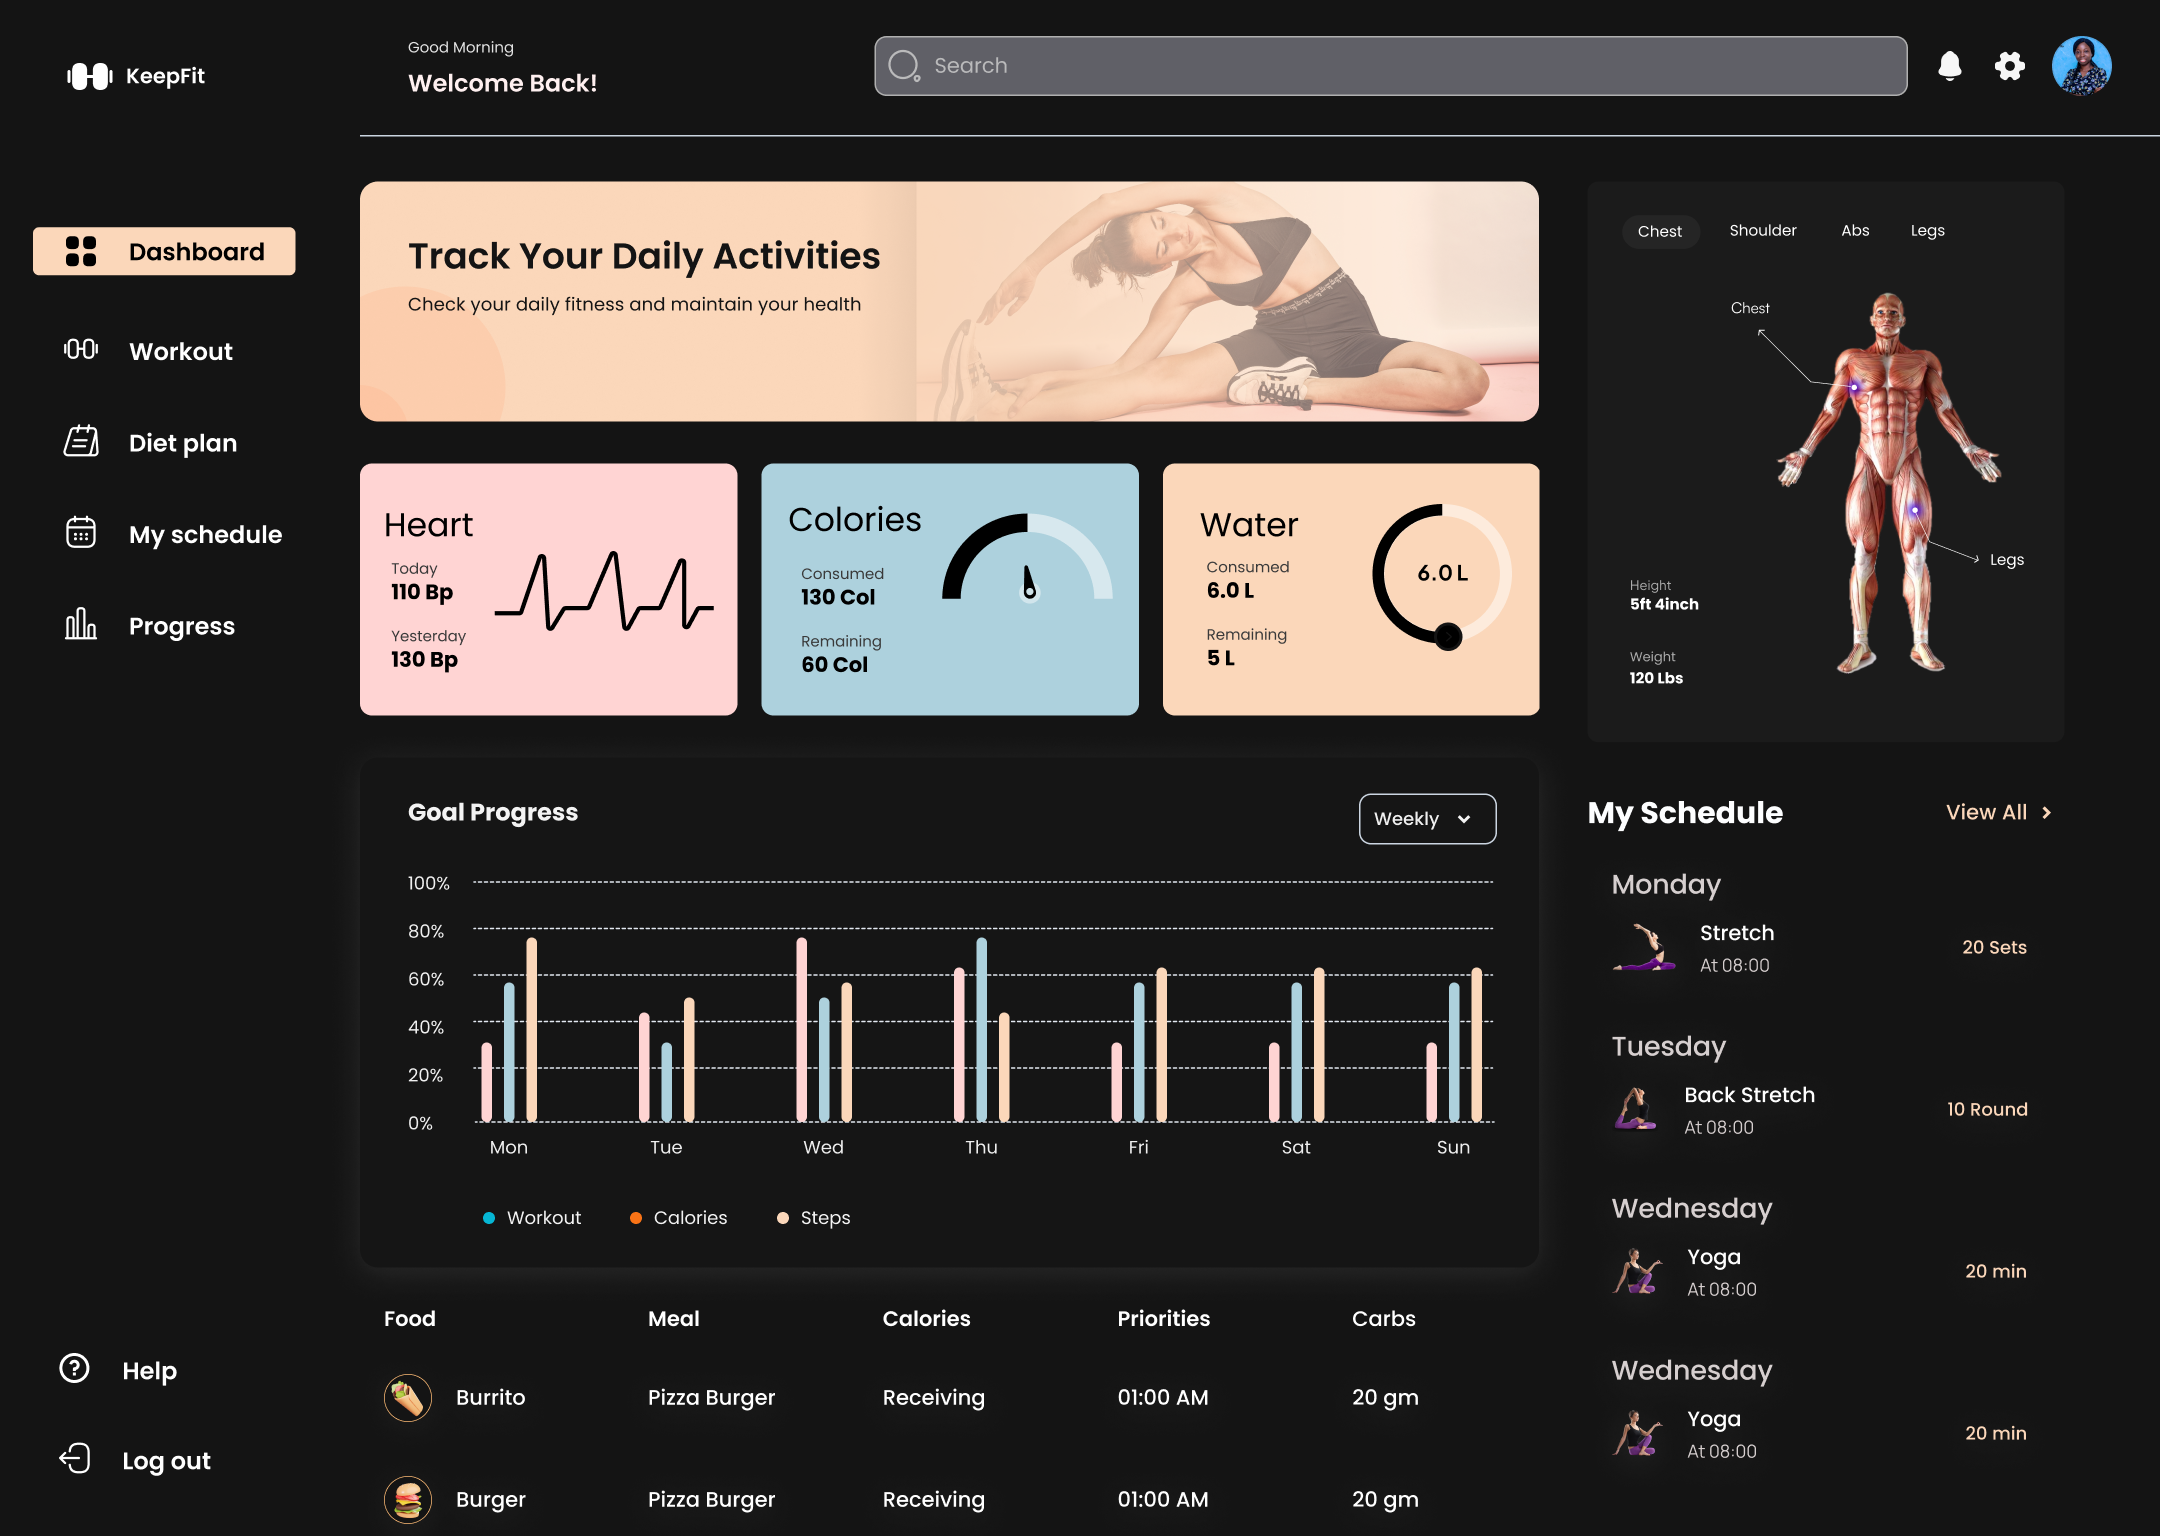 KeepFit
Good Morning
Welcome Back!
Search
Dashboard
Workout
Diet plan
My schedule
Progress
Help
Log out
Track Your Daily Activities
Check your daily fitness and maintain your health
Heart
Today
110 Bp
Yesterday
130 Bp
Colories
Consumed
130 Col
Remaining
60 Col
Water
Consumed
6.0 L
Remaining
5 L
6.0 L
Chest Shoulder Abs Legs
Chest
Legs
Height
5ft 4inch
Weight
120 Lbs
Goal Progress
Weekly
100%
80%
60%
40%
20%
0%
Mon Tue Wed Thu Fri Sat Sun
Workout Calories Steps
My Schedule View All
Monday
Stretch
At 08:00
20 Sets
Tuesday
Back Stretch
At 08:00
10 Round
Wednesday
Yoga
At 08:00
20 min
Wednesday
Yoga
At 08:00
20 min
Food Meal Calories Priorities Carbs
Burrito Pizza Burger Receiving 01:00 AM 20 gm
Burger Pizza Burger Receiving 01:00 AM 20 gm